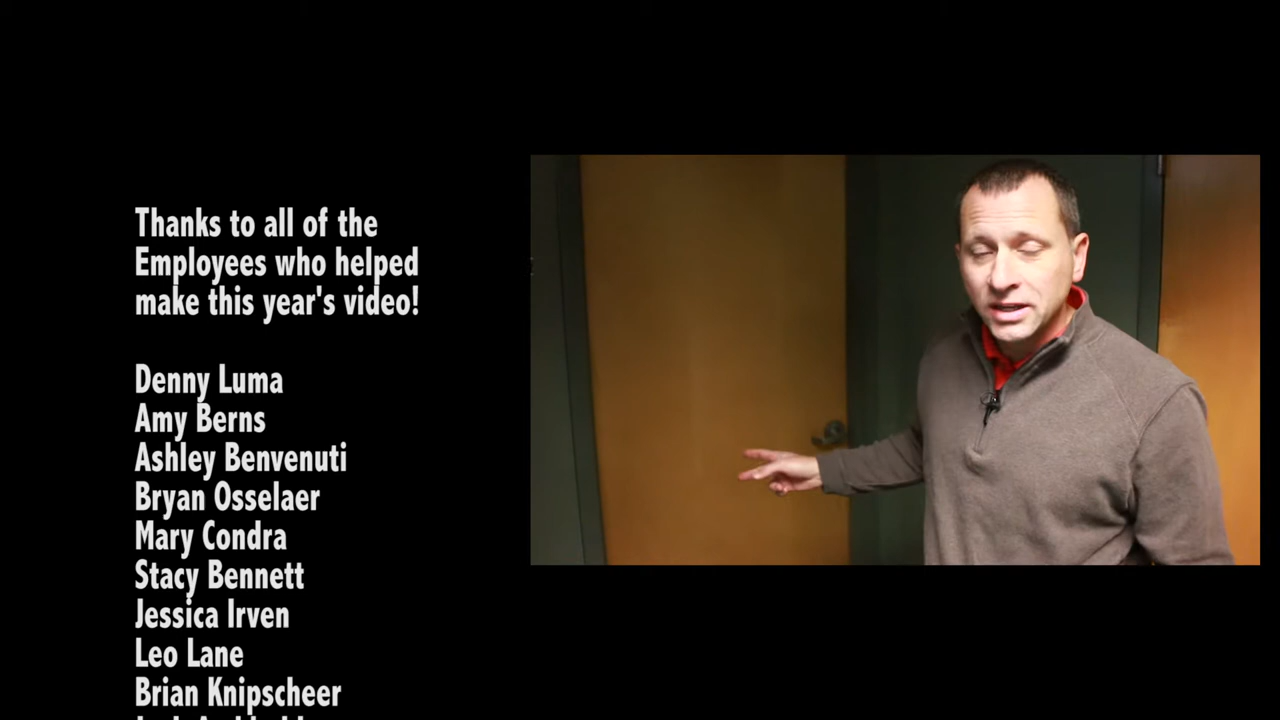 Thanks to all of the
Employees who helped
make this year's video!
Denny Luma
Amy Berns
Ashley Benvenuti
Bryan Osselaer
Mary Condra
Stacy Bennett
Jessica Irven
Leo Lane
Brian Knipscheer